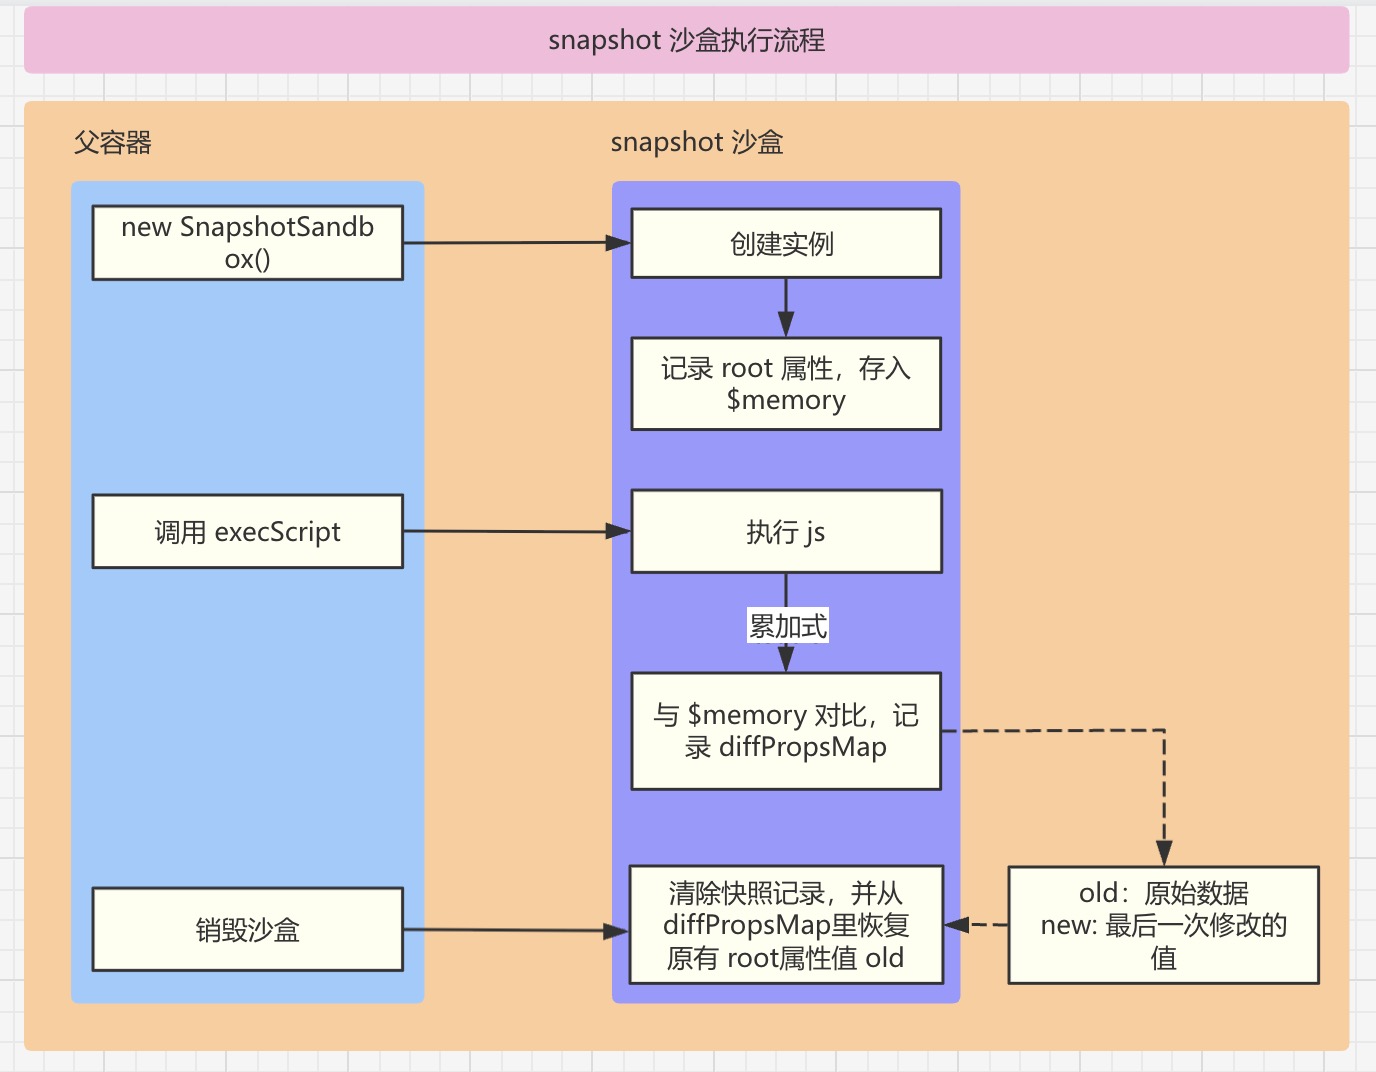 snapshot 沙盒执行流程
父容器
snapshot 沙盒
new SnapshotSandb
ox()
创建实例
记录 root 属性，存入
$memory
调用 execScript
执行 js
累加式
与 $memory 对比，记
录 diffPropsMap
销毁沙盒
清除快照记录，并从
diffPropsMap里恢复
原有 root属性值 old
old：原始数据
new: 最后一次修改的
值